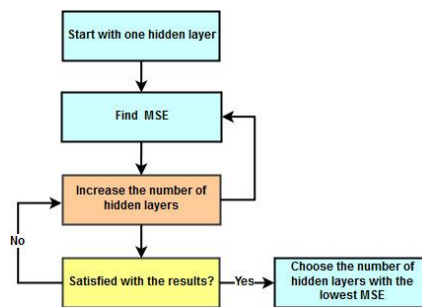 Start with one hidden layer
Find MSE
Increase the number of
hidden layers
No
Satisfied with the results?
Yes
Choose the number of
hidden layers with the
lowest MSE